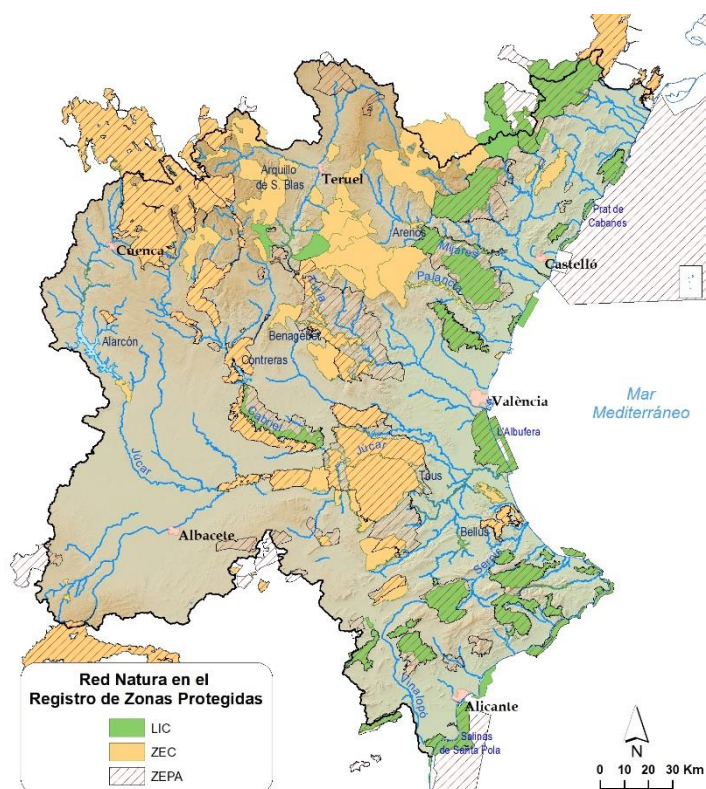 Arquillo
de S. Blas
Teruel
Prat de
Cabanes
Cuenca
Arenós
Mijares
Castelló
Palancia
Turia
Alarcón
Benageber
Contreras
València
Mar
Mediterráneo
L'Albufera
Cabriel
Júcar
Júcar
Tous
Albacete
Bellús
Serpis
Vinalopó
Alicante
Salinas
de Santa Pola
Red Natura en el
Registro de Zonas Protegidas
LIC
ZEC
ZEPA
N
0 10 20 30 Km